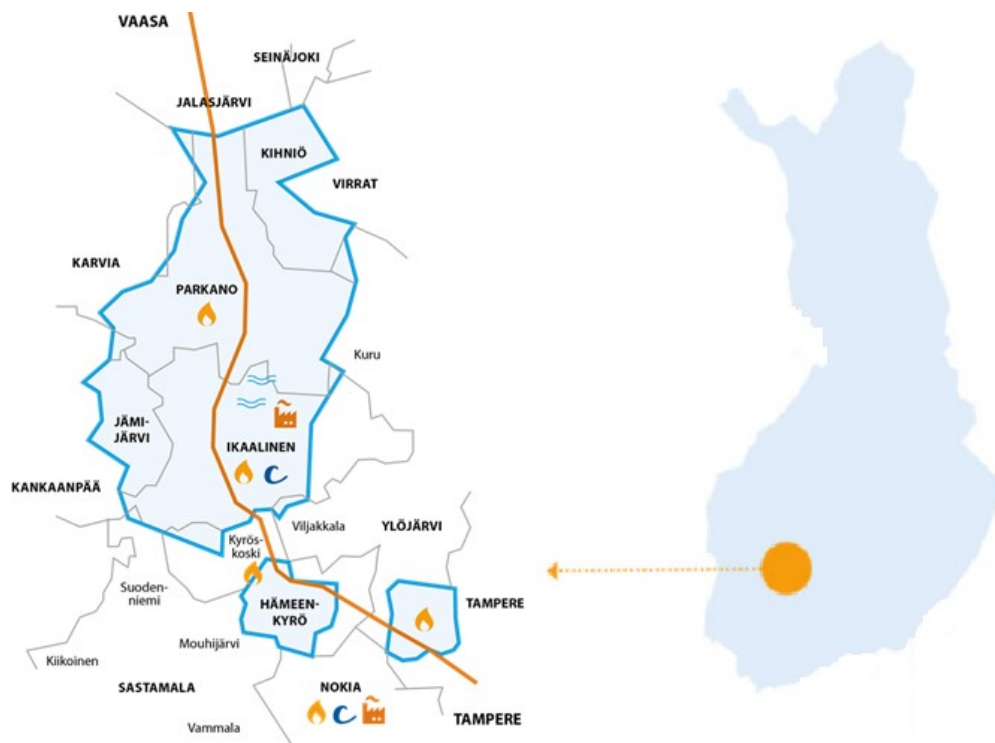 VAASA
SEINÄJOKI
JALASJÄRVI
KIHNIÖ
VIRRAT
KARVIA
PARKANO
Kuru
JÄMI-
JÄRVI
IKAALINEN
KANKAANPÄÄ
Viljakkala
YLÖJÄRVI
Kyrös-
koski
Suoden-
niemi
HÄMEEN-
KYRÖ
TAMPERE
Mouhijärvi
Kiikoinen
SASTAMALA
NOKIA
Vammala
TAMPERE